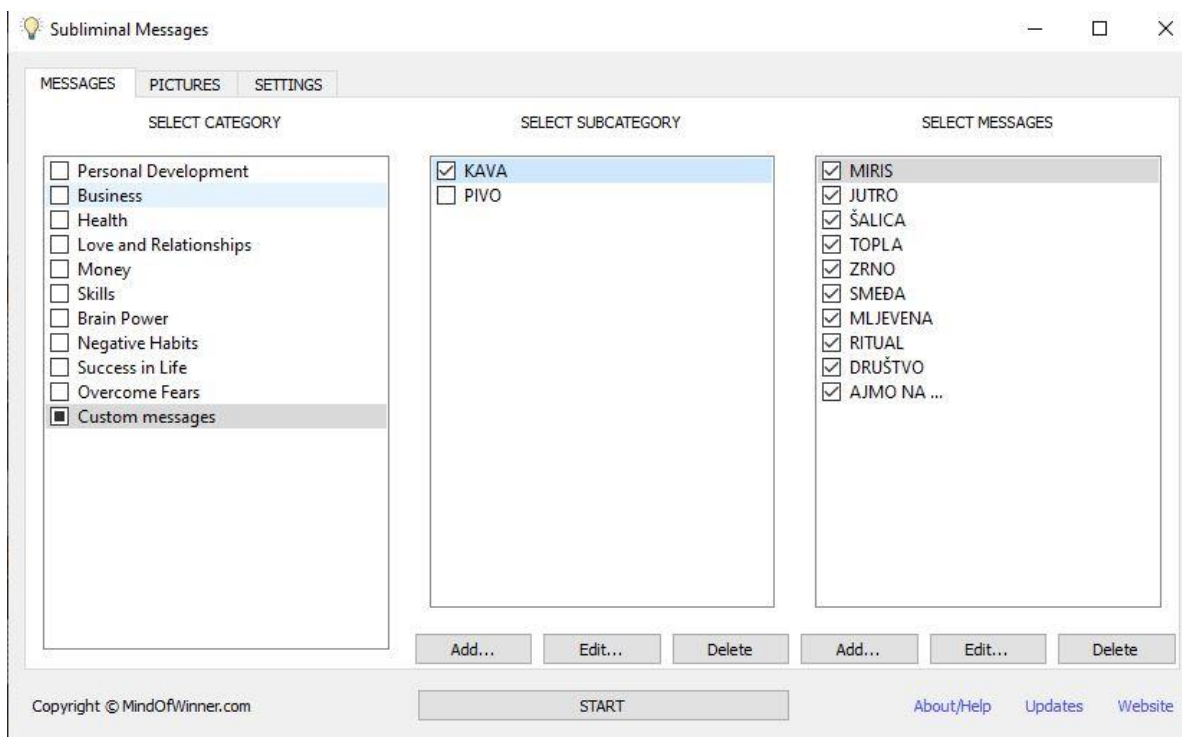 Subliminal Messages
MESSAGES PICTURES SETTINGS
SELECT CATEGORY
Personal Development
Business
Health
Love and Relationships
Money
Skills
Brain Power
Negative Habits
Success in Life
Overcome Fears
Custom messages
SELECT SUBCATEGORY
KAVA
PIVO
Add... Edit... Delete
SELECT MESSAGES
MIRIS
JUTRO
ŠALICA
TOPLA
ZRNO
SMEĐA
MLJEVENA
RITUAL
DRUŠTVO
AJMO NA ...
Add... Edit... Delete
Copyright © MindOfWinner.com
START
About/Help Updates Website